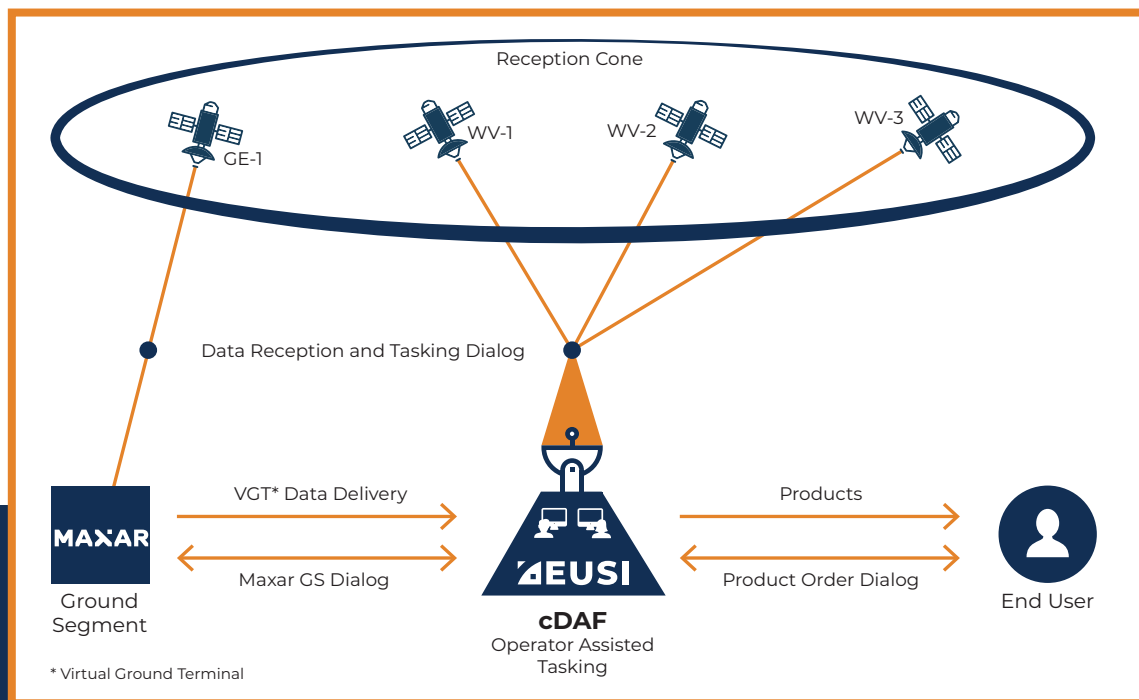 Reception Cone
GE-1
WV-1
WV-2
WV-3
Data Reception and Tasking Dialog
VGT* Data Delivery
Products
MAXAR
EUSI
Maxar GS Dialog
Product Order Dialog
Ground
Segment
cDAF
Operator Assisted
Tasking
End User
* Virtual Ground Terminal